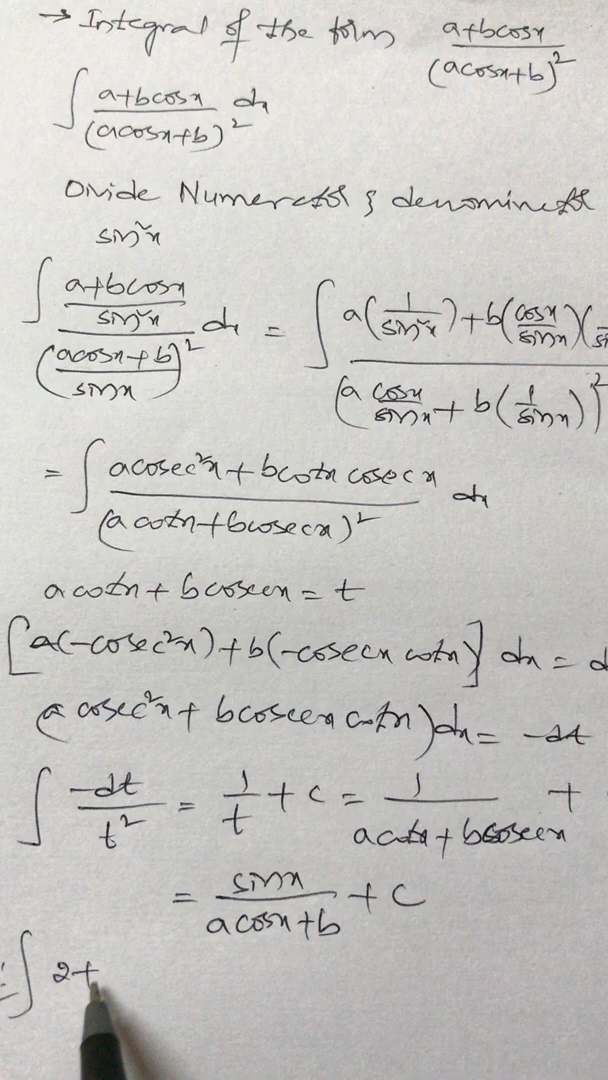 → Integral of the form (a+bcosx)/(acosx+b)²
∫ (a+bcosx)/(acosx+b)² dx
Divide Numerator & denominator
sin²x
∫ ((a+bcosx)/sin²x)/((acosx+b)/sinx)² dx = ∫ (a(1/sin²x)+b(cosx/sinx)(
/(a cosx/sinx + b(1/sinx))²
= ∫ (acosec²x+bcotx cosecx)/(acotx+bcosecx)² dx
acotx + bcosecx = t
[a(-cosec²x)+b(-cosecx cotx)] dx = d
(a cosec²x + bcosecx cotx)dx = -dt
∫ -dt/t² = 1/t + c = 1/(acotx + bcosecx) +
= sinx/(acosx+b) + C
∫ 2+